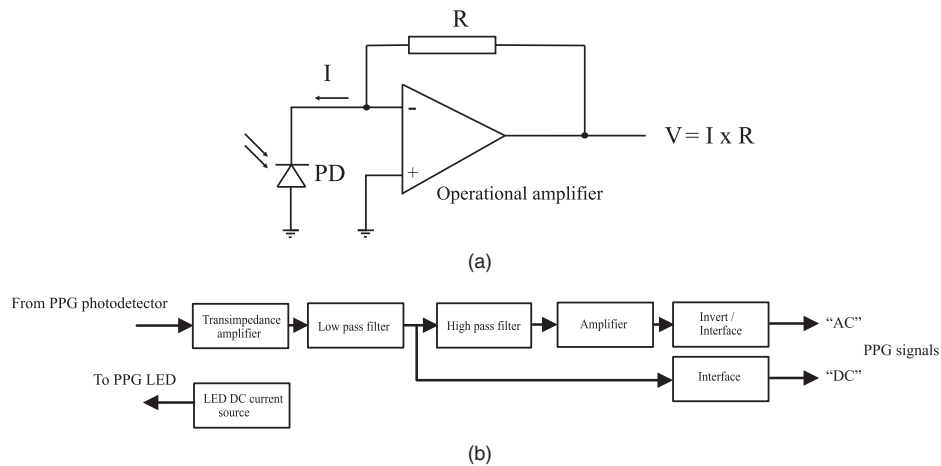 R
I
-
+
PD
V = I x R
Operational amplifier
(a)
From PPG photodetector
Transimpedance
amplifier
Low pass filter
High pass filter
Amplifier
Invert /
Interface
“AC”
PPG signals
Interface
“DC”
To PPG LED
LED DC current
source
(b)